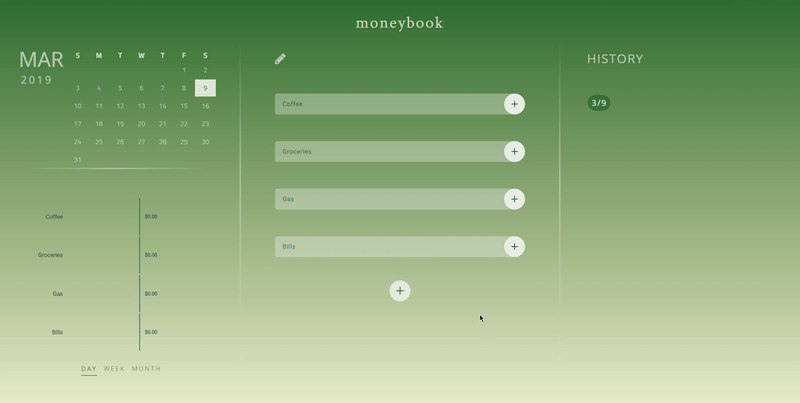 moneybook
MAR
2019
S M T W T F S
1 2
3 4 5 6 7 8 9
10 11 12 13 14 15 16
17 18 19 20 21 22 23
24 25 26 27 28 29 30
31
Coffee $0.00
Groceries $0.00
Gas $0.00
Bills $0.00
DAY WEEK MONTH
Coffee +
Groceries +
Gas +
Bills +
+
HISTORY
3/9